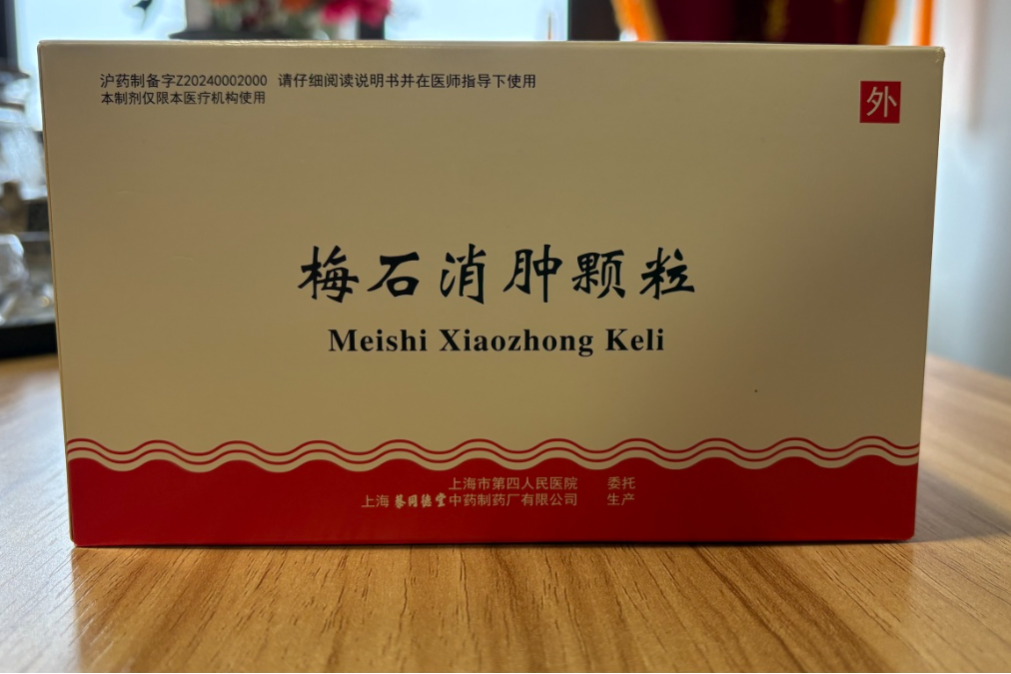 沪药制备字Z20240002000 请仔细阅读说明书并在医师指导下使用
本制剂仅限本医疗机构使用
外
梅石消肿颗粒
Meishi Xiaozhong Keli
上海市第四人民医院 委托
上海蔡同德堂中药制药厂有限公司 生产